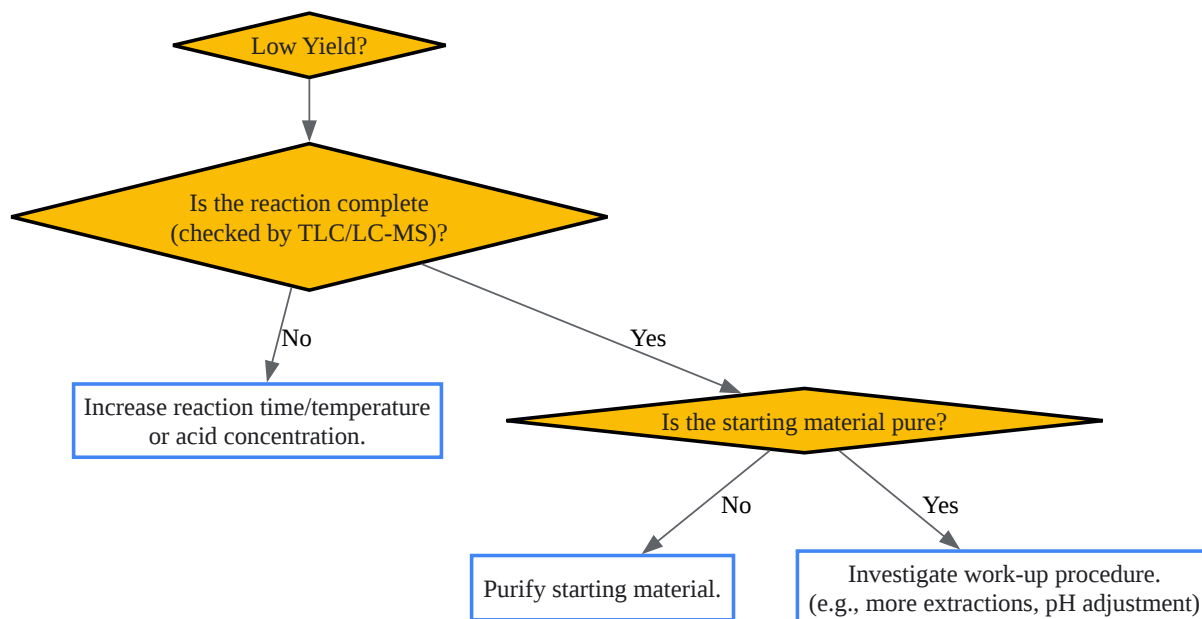 Low Yield?
Is the reaction complete
(checked by TLC/LC-MS)?
No
Yes
Increase reaction time/temperature
or acid concentration.
Is the starting material pure?
No
Yes
Purify starting material.
Investigate work-up procedure.
(e.g., more extractions, pH adjustment)